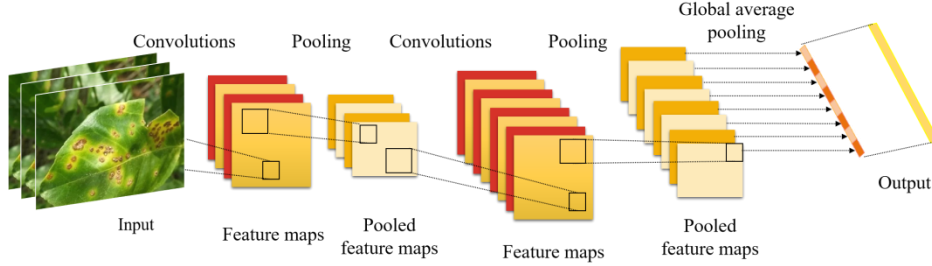 Convolutions
Pooling
Convolutions
Pooling
Global average
pooling
Input
Feature maps
Pooled
feature maps
Feature maps
Pooled
feature maps
Output